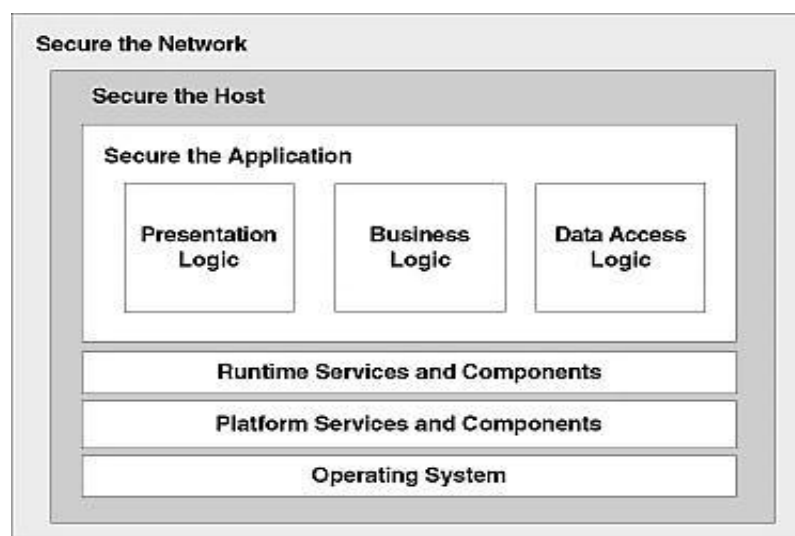 Secure the Network
Secure the Host
Secure the Application
Presentation
Logic
Business
Logic
Data Access
Logic
Runtime Services and Components
Platform Services and Components
Operating System